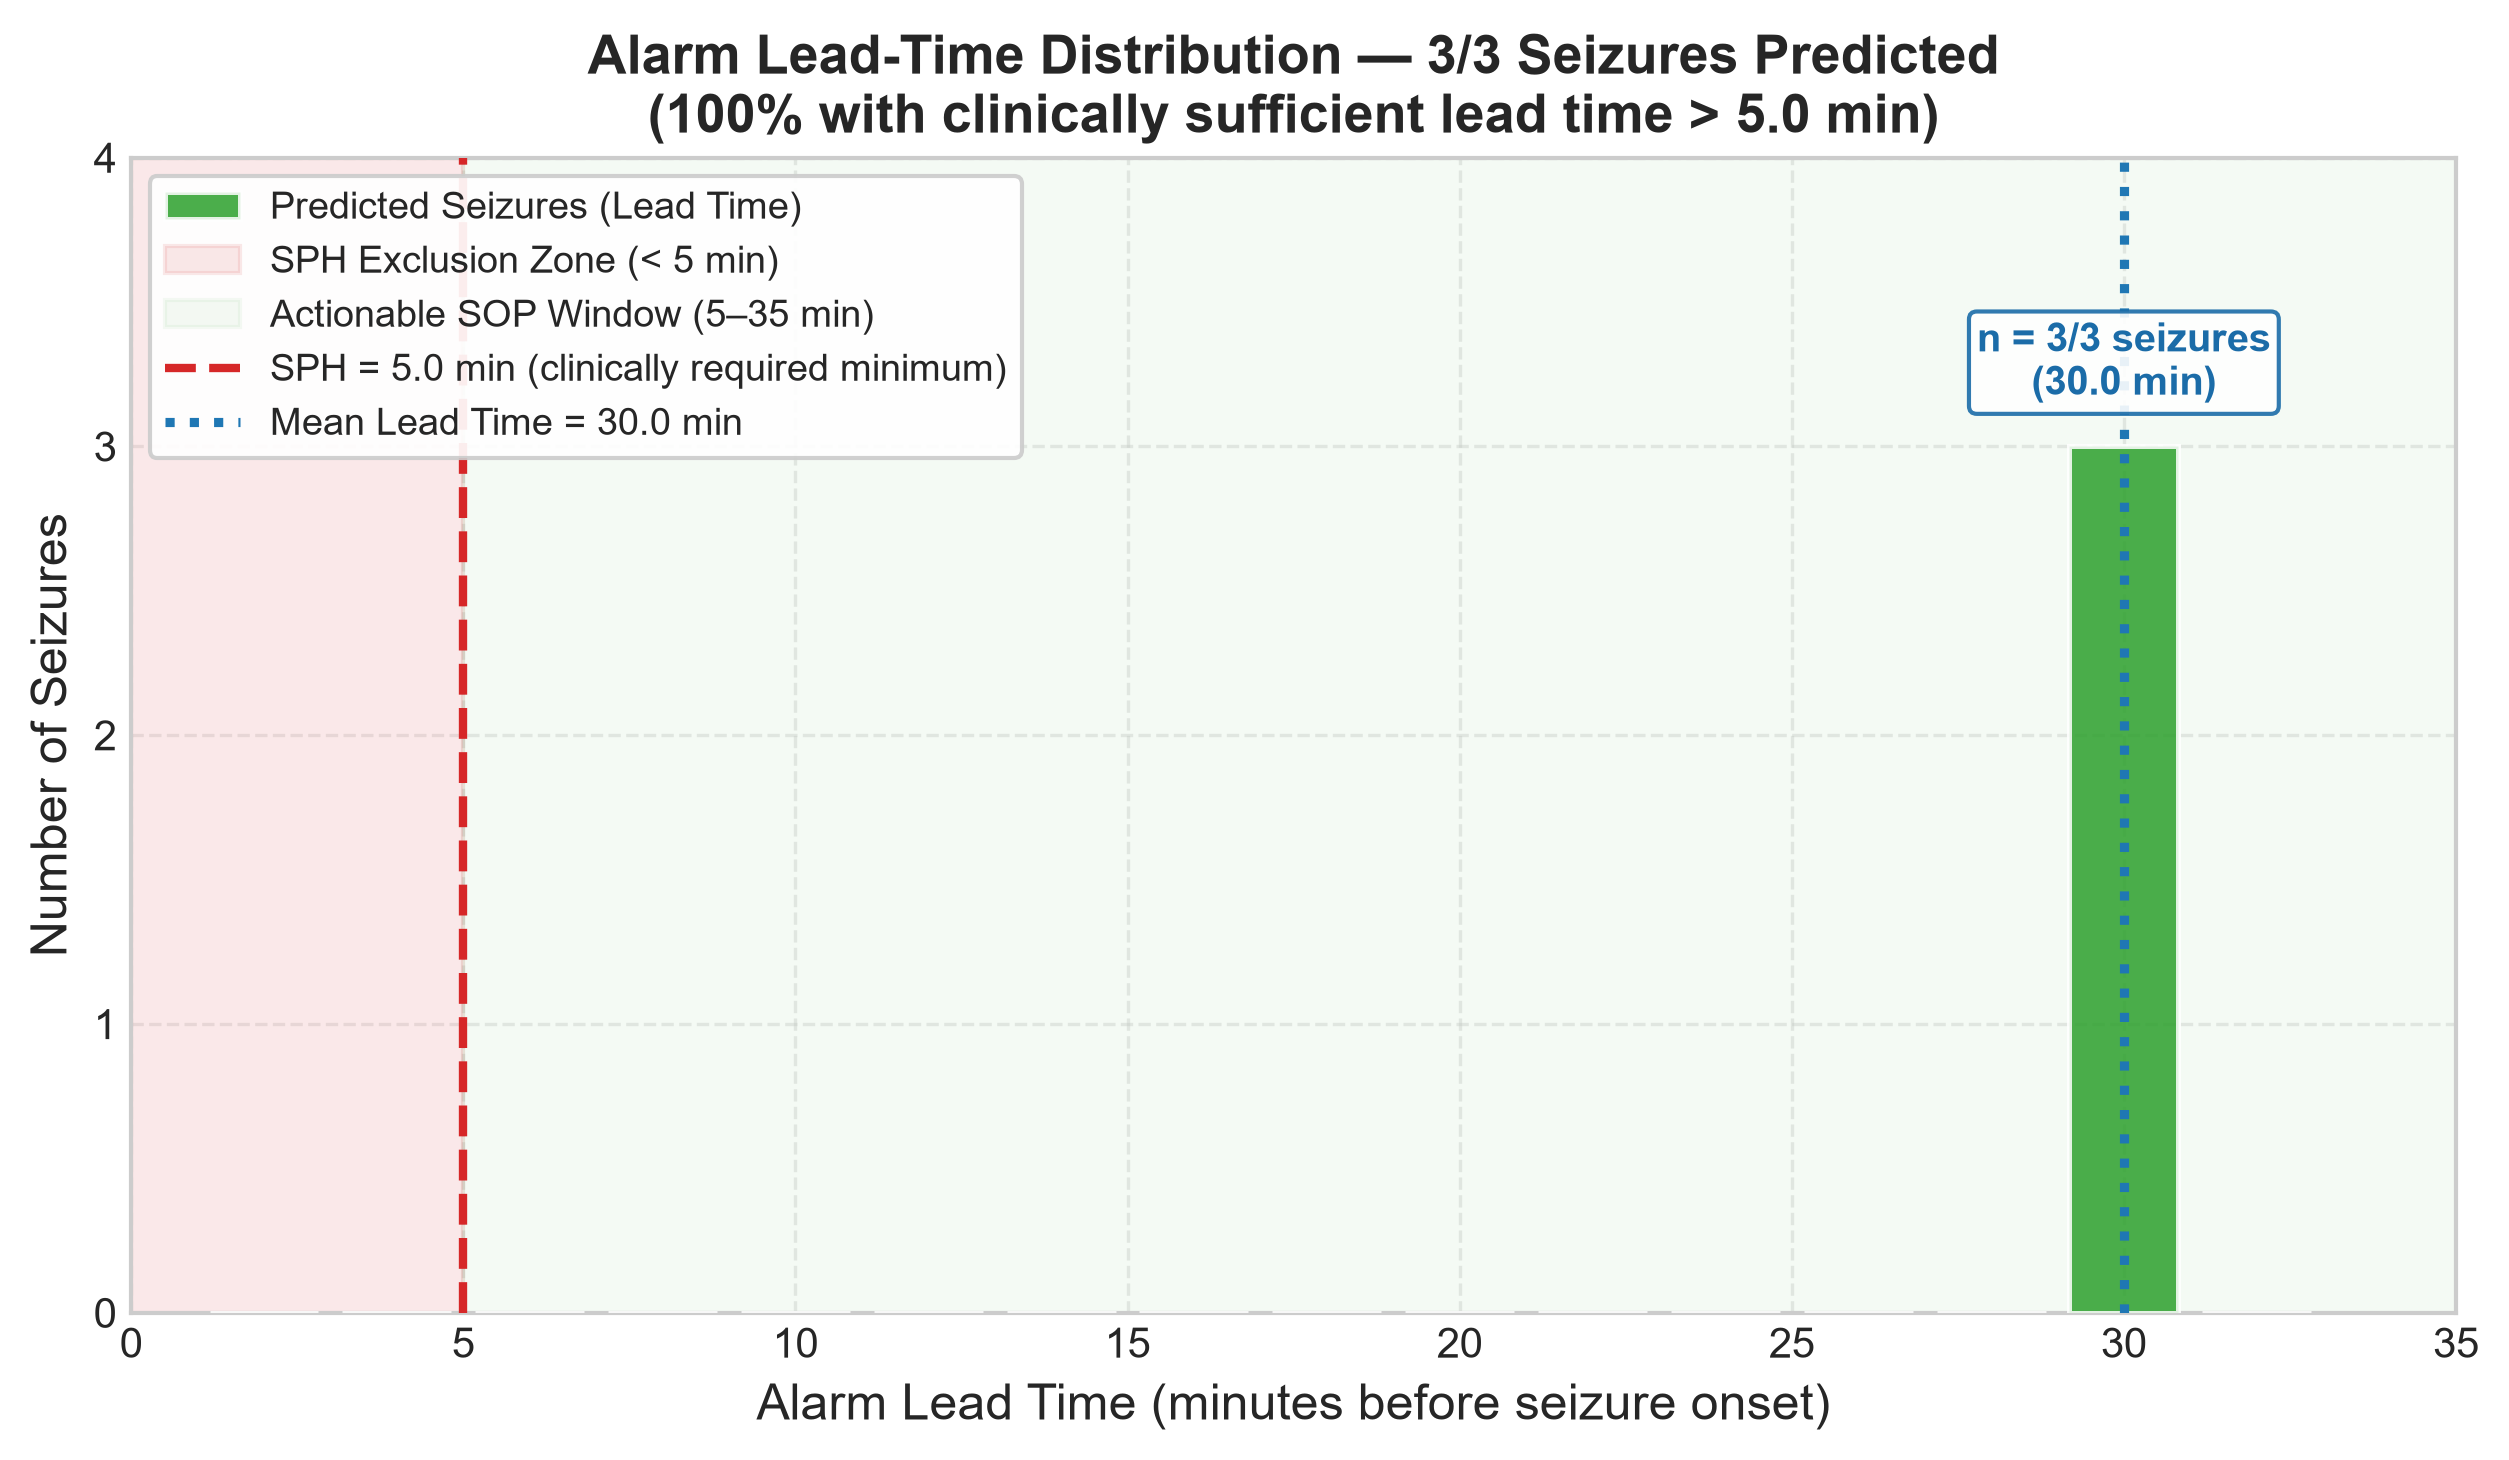 Alarm Lead-Time Distribution — 3/3 Seizures Predicted
(100% with clinically sufficient lead time > 5.0 min)
Predicted Seizures (Lead Time)
SPH Exclusion Zone (< 5 min)
Actionable SOP Window (5–35 min)
SPH = 5.0 min (clinically required minimum)
Mean Lead Time = 30.0 min
n = 3/3 seizures
(30.0 min)
Number of Seizures
4
3
2
1
0
0 5 10 15 20 25 30 35
Alarm Lead Time (minutes before seizure onset)